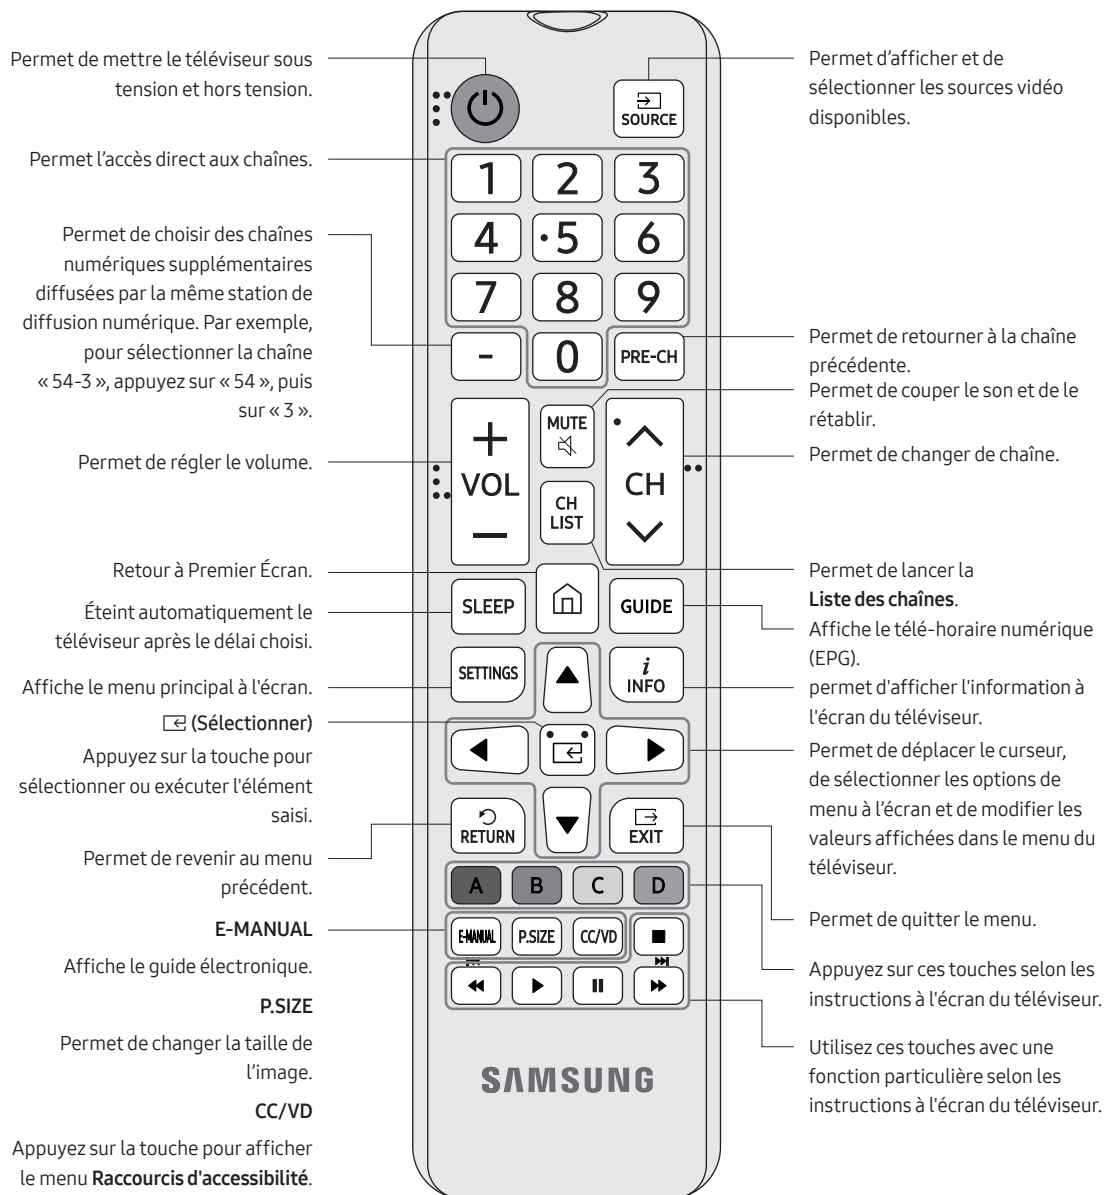 Permet de mettre le téléviseur sous
tension et hors tension.
Permet l'accès direct aux chaînes.
Permet de choisir des chaînes
numériques supplémentaires
diffusées par la même station de
diffusion numérique. Par exemple,
pour sélectionner la chaîne
« 54-3 », appuyez sur « 54 », puis
sur « 3 ».
Permet de régler le volume.
Retour à Premier Écran.
Éteint automatiquement le
téléviseur après le délai choisi.
Affiche le menu principal à l'écran.
(Sélectionner)
Appuyez sur la touche pour
sélectionner ou exécuter l'élément
saisi.
Permet de revenir au menu
précédent.
E-MANUAL
Affiche le guide électronique.
P.SIZE
Permet de changer la taille de
l'image.
CC/VD
Appuyez sur la touche pour afficher
le menu Raccourcis d'accessibilité.
SOURCE
1 2 3
4 5 6
7 8 9
- 0 PRE-CH
MUTE
VOL
CH
CH
LIST
SLEEP
GUIDE
SETTINGS
i
INFO
RETURN
EXIT
A B C D
E-MANUAL P.SIZE CC/VD
SAMSUNG
Permet d'afficher et de
sélectionner les sources vidéo
disponibles.
Permet de retourner à la chaîne
précédente.
Permet de couper le son et de le
rétablir.
Permet de changer de chaîne.
Permet de lancer la
Liste des chaînes.
Affiche le télé-horaire numérique
(EPG).
permet d'afficher l'information à
l'écran du téléviseur.
Permet de déplacer le curseur,
de sélectionner les options de
menu à l'écran et de modifier les
valeurs affichées dans le menu du
téléviseur.
Permet de quitter le menu.
Appuyez sur ces touches selon les
instructions à l'écran du téléviseur.
Utilisez ces touches avec une
fonction particulière selon les
instructions à l'écran du téléviseur.